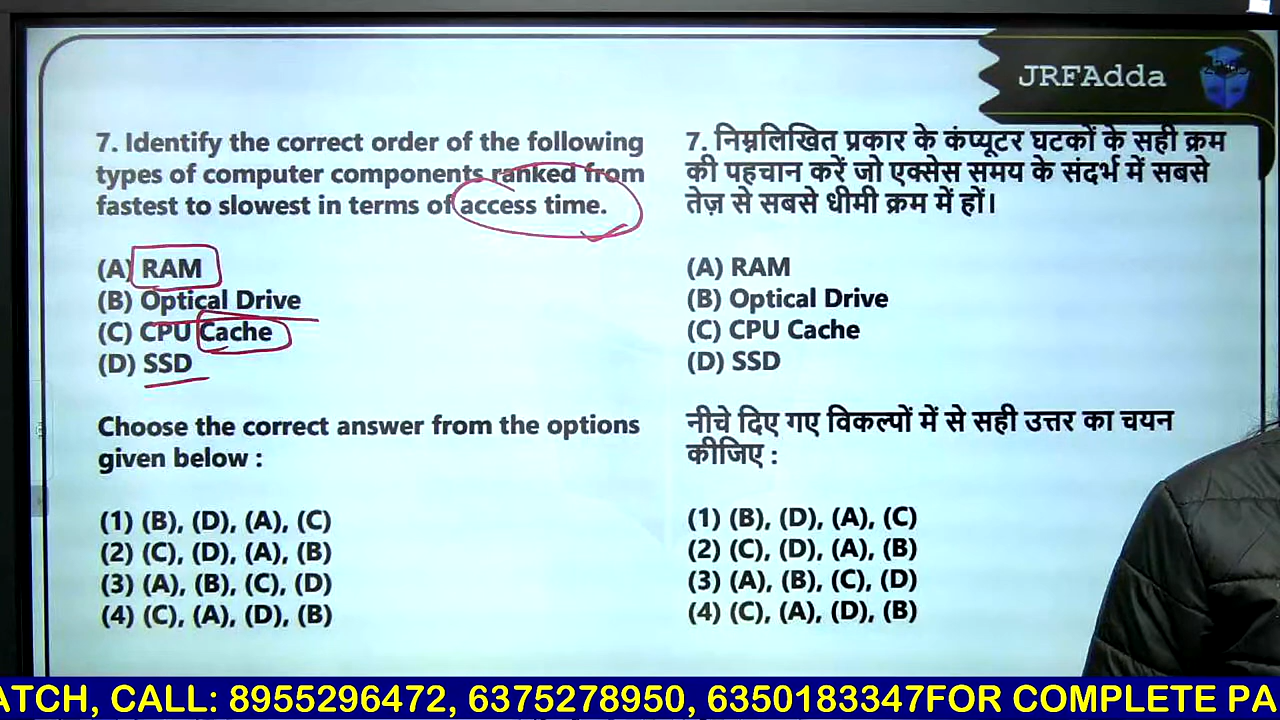 JRFAdda
7. Identify the correct order of the following
types of computer components ranked from
fastest to slowest in terms of access time.
(A) RAM
(B) Optical Drive
(C) CPU Cache
(D) SSD
Choose the correct answer from the options
given below :
(1) (B), (D), (A), (C)
(2) (C), (D), (A), (B)
(3) (A), (B), (C), (D)
(4) (C), (A), (D), (B)
7. निम्नलिखित प्रकार के कंप्यूटर घटकों के सही क्रम
की पहचान करें जो एक्सेस समय के संदर्भ में सबसे
तेज़ से सबसे धीमी क्रम में हों।
(A) RAM
(B) Optical Drive
(C) CPU Cache
(D) SSD
नीचे दिए गए विकल्पों में से सही उत्तर का चयन
कीजिए :
(1) (B), (D), (A), (C)
(2) (C), (D), (A), (B)
(3) (A), (B), (C), (D)
(4) (C), (A), (D), (B)
ATCH, CALL: 8955296472, 6375278950, 6350183347FOR COMPLETE PA